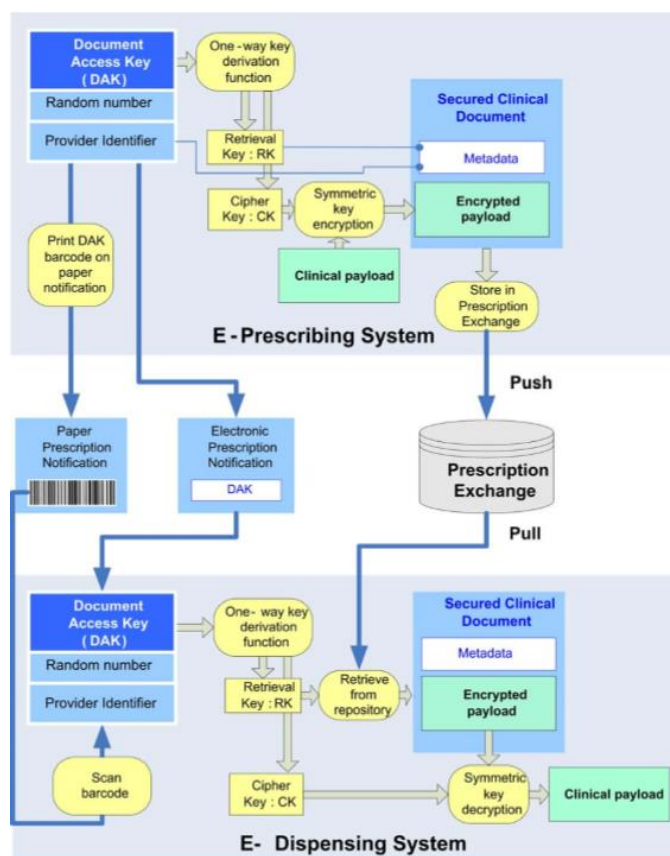 Document
Access Key
(DAK)
Random number
Provider Identifier
One-way key
derivation
function
Retrieval
Key : RK
Cipher
Key : CK
Symmetric
key
encryption
Clinical payload
Secured Clinical
Document
Metadata
Encrypted
payload
Print DAK
barcode on
paper
notification
Store in
Prescription
Exchange
E-Prescribing System
Push
Paper
Prescription
Notification
Electronic
Prescription
Notification
DAK
Prescription
Exchange
Pull
Document
Access Key
(DAK)
Random number
Provider Identifier
One-way key
derivation
function
Retrieval
Key : RK
Retrieve
from
repository
Secured Clinical
Document
Metadata
Encrypted
payload
Scan
barcode
Cipher
Key : CK
Symmetric
key
decryption
Clinical payload
E- Dispensing System